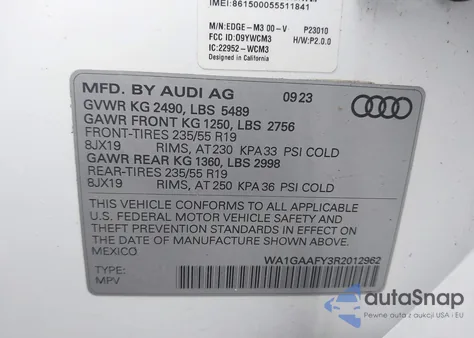 IMEI: 861500055511841
M/N: EDGE-M3 00-V P23010
FCC ID: 09YWCM3 H/W: P2.0.0
IC: 22952-WCM3
Designed in California
MFD. BY AUDI AG 09 23
GVWR KG 2490, LBS 5489
GAWR FRONT KG 1250, LBS 2756
FRONT-TIRES 235/55 R19
8JX19 RIMS, AT 230 KPA 33 PSI COLD
GAWR REAR KG 1360, LBS 2998
REAR-TIRES 235/55 R19
8JX19 RIMS, AT 250 KPA 36 PSI COLD
THIS VEHICLE CONFORMS TO ALL APPLICABLE
U.S. FEDERAL MOTOR VEHICLE SAFETY AND
THEFT PREVENTION STANDARDS IN EFFECT ON
THE DATE OF MANUFACTURE SHOWN ABOVE.
MEXICO
WA1GAAFY3R2012962
TYPE:
MPV
autoSnap
Pewne auta z aukcji USA i EU